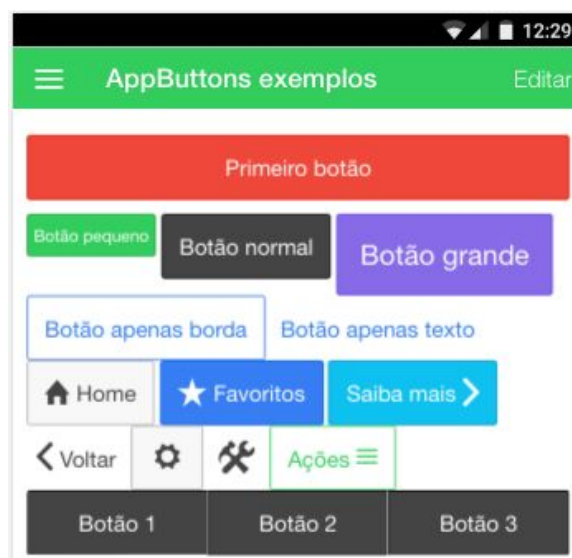 12:29
AppButtons exemplos Editar
Primeiro botão
Botão pequeno Botão normal Botão grande
Botão apenas borda Botão apenas texto
Home Favoritos Saiba mais
Voltar Ações
Botão 1 Botão 2 Botão 3